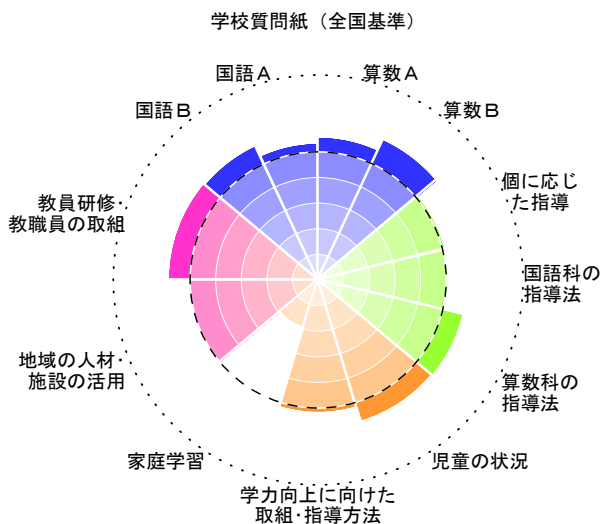 学校質問紙（全国基準）
国語Ａ
算数Ａ
国語Ｂ
算数Ｂ
個に応じ
た指導
教員研修・
教職員の取組
国語科の
指導法
地域の人材・
施設の活用
算数科の
指導法
家庭学習
児童の状況
学力向上に向けた
取組・指導方法